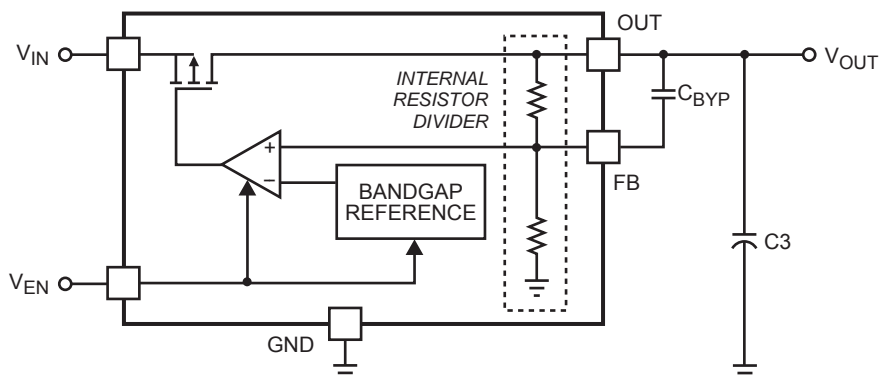 OUT
V_IN
V_OUT
INTERNAL
RESISTOR
DIVIDER
C_BYP
+
−
FB
BANDGAP
REFERENCE
C3
V_EN
GND